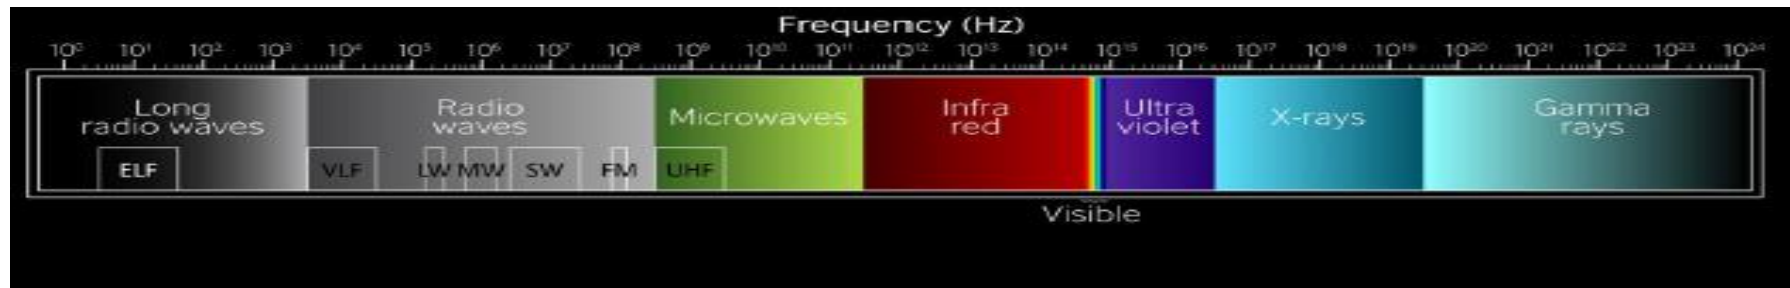 Frequency (Hz)
10⁰ 10¹ 10² 10³ 10⁴ 10⁵ 10⁶ 10⁷ 10⁸ 10⁹ 10¹⁰ 10¹¹ 10¹² 10¹³ 10¹⁴ 10¹⁵ 10¹⁶ 10¹⁷ 10¹⁸ 10¹⁹ 10²⁰ 10²¹ 10²² 10²³ 10²⁴
Long
radio waves
Radio
waves
Microwaves
Infra
red
Ultra
violet
X-rays
Gamma
rays
ELF VLF LW MW SW FM UHF
Visible